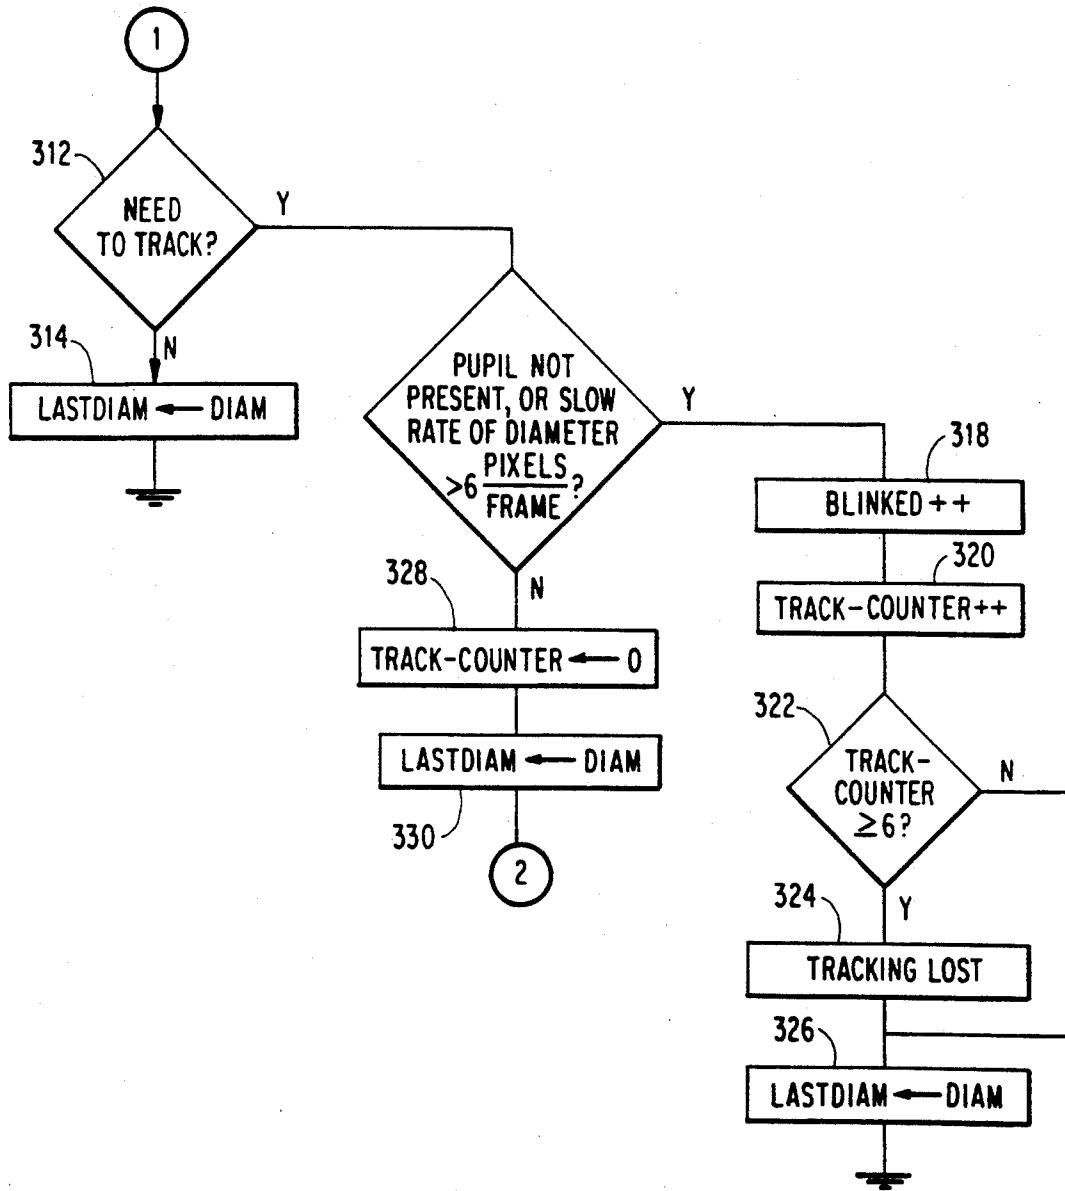 1
312
NEED
TO TRACK?
Y
N
314
LASTDIAM ← DIAM
PUPIL NOT
PRESENT, OR SLOW
RATE OF DIAMETER
>6 PIXELS/FRAME?
Y
N
318
BLINKED++
320
TRACK-COUNTER++
328
TRACK-COUNTER ← 0
LASTDIAM ← DIAM
330
2
322
TRACK-
COUNTER
≥6?
N
Y
324
TRACKING LOST
326
LASTDIAM ← DIAM